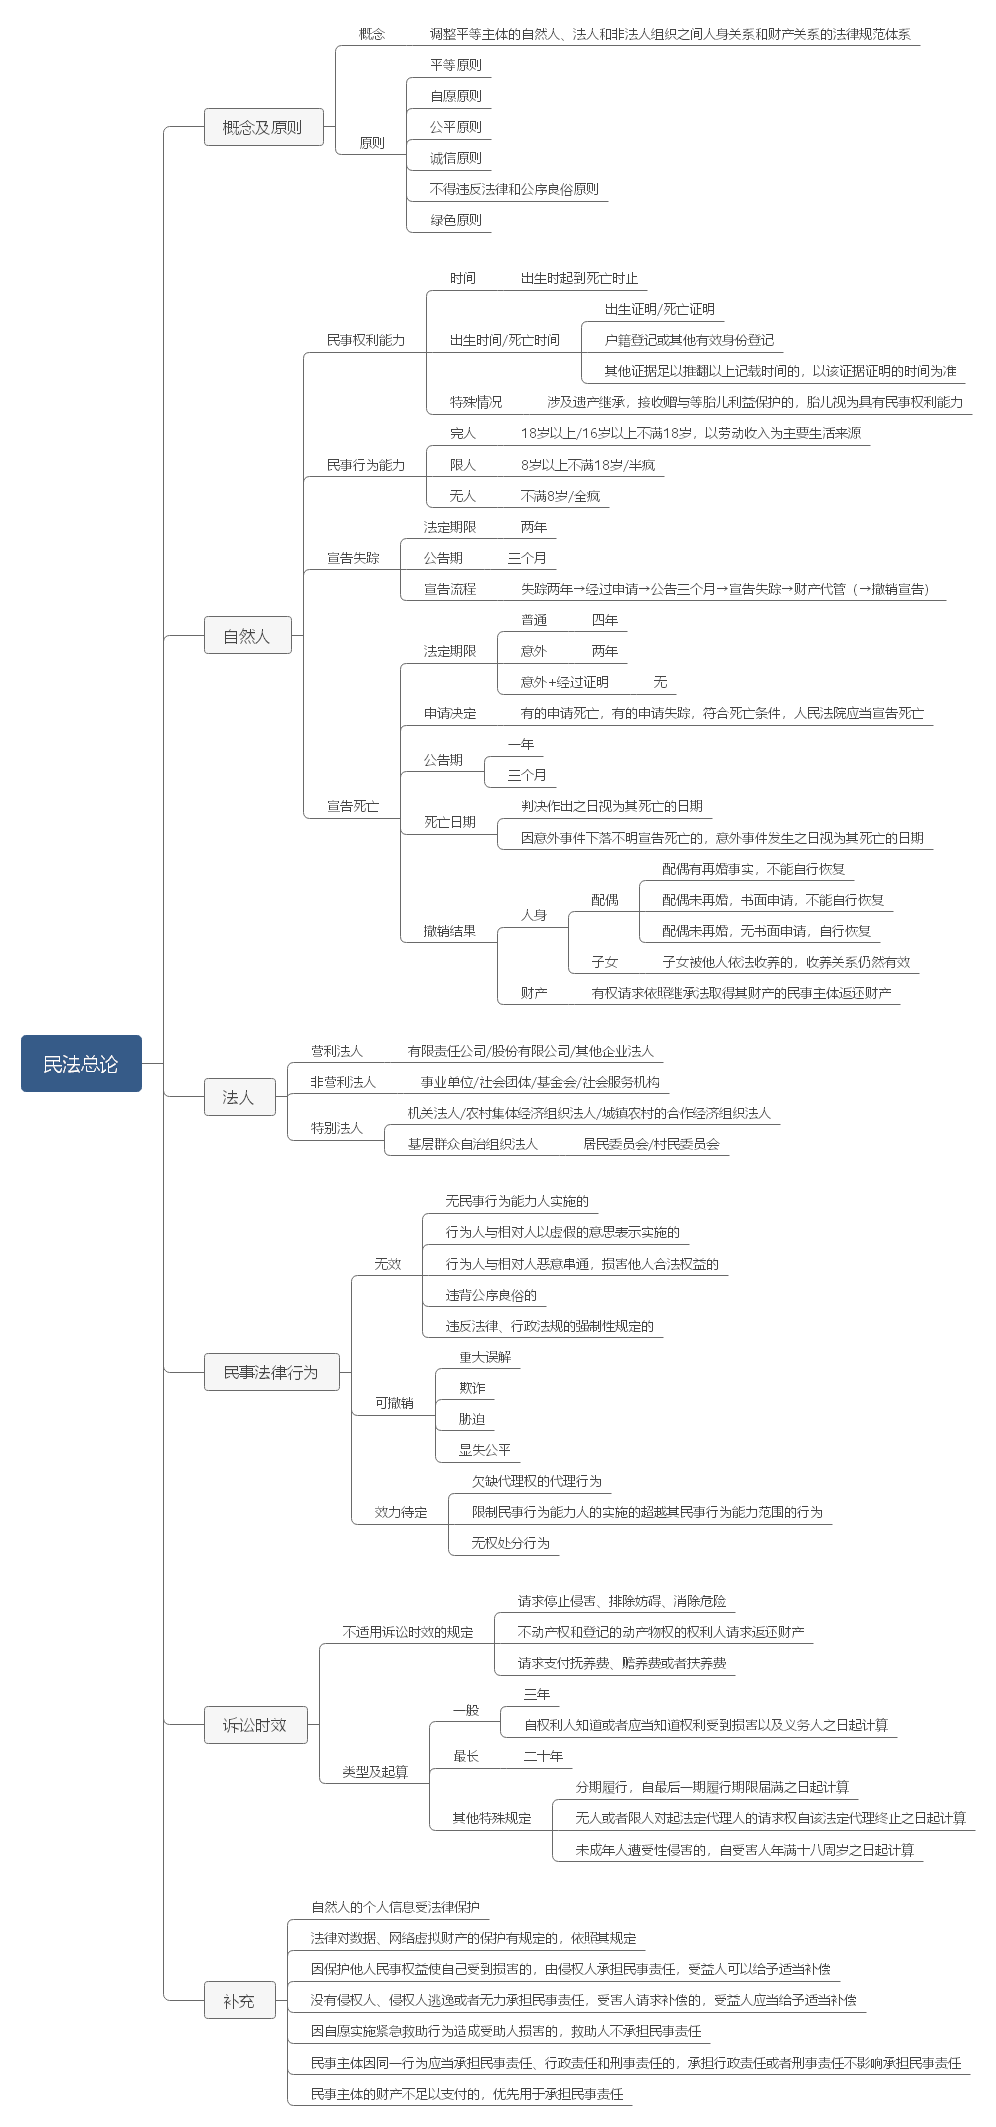 民法总论
概念及原则
概念
调整平等主体的自然人、法人和非法人组织之间人身关系和财产关系的法律规范体系
原则
平等原则
自愿原则
公平原则
诚信原则
不得违反法律和公序良俗原则
绿色原则
自然人
民事权利能力
时间
出生时起到死亡时止
出生时间/死亡时间
出生证明/死亡证明
户籍登记或其他有效身份登记
其他证据足以推翻以上记载时间的，以该证据证明的时间为准
特殊情况
涉及遗产继承，接收赠与等胎儿利益保护的，胎儿视为具有民事权利能力
民事行为能力
完人
18岁以上/16岁以上不满18岁，以劳动收入为主要生活来源
限人
8岁以上不满18岁/半疯
无人
不满8岁/全疯
宣告失踪
法定期限
两年
公告期
三个月
宣告流程
失踪两年→经过申请→公告三个月→宣告失踪→财产代管（→撤销宣告）
宣告死亡
法定期限
普通
四年
意外
两年
意外+经过证明
无
申请决定
有的申请死亡，有的申请失踪，符合死亡条件，人民法院应当宣告死亡
公告期
一年
三个月
死亡日期
判决作出之日视为其死亡的日期
因意外事件下落不明宣告死亡的，意外事件发生之日视为其死亡的日期
撤销结果
人身
配偶
配偶有再婚事实，不能自行恢复
配偶未再婚，书面申请，不能自行恢复
配偶未再婚，无书面申请，自行恢复
子女
子女被他人依法收养的，收养关系仍然有效
财产
有权请求依照继承法取得其财产的民事主体返还财产
法人
营利法人
有限责任公司/股份有限公司/其他企业法人
非营利法人
事业单位/社会团体/基金会/社会服务机构
特别法人
机关法人/农村集体经济组织法人/城镇农村的合作经济组织法人
基层群众自治组织法人
居民委员会/村民委员会
民事法律行为
无效
无民事行为能力人实施的
行为人与相对人以虚假的意思表示实施的
行为人与相对人恶意串通，损害他人合法权益的
违背公序良俗的
违反法律、行政法规的强制性规定的
可撤销
重大误解
欺诈
胁迫
显失公平
效力待定
欠缺代理权的代理行为
限制民事行为能力人的实施的超越其民事行为能力范围的行为
无权处分行为
诉讼时效
不适用诉讼时效的规定
请求停止侵害、排除妨碍、消除危险
不动产权和登记的动产物权的权利人请求返还财产
请求支付抚养费、赡养费或者扶养费
类型及起算
一般
三年
自权利人知道或者应当知道权利受到损害以及义务人之日起计算
最长
二十年
其他特殊规定
分期履行，自最后一期履行期限届满之日起计算
无人或者限人对起法定代理人的请求权自该法定代理终止之日起计算
未成年人遭受性侵害的，自受害人年满十八周岁之日起计算
补充
自然人的个人信息受法律保护
法律对数据、网络虚拟财产的保护有规定的，依照其规定
因保护他人民事权益使自己受到损害的，由侵权人承担民事责任，受益人可以给予适当补偿
没有侵权人、侵权人逃逸或者无力承担民事责任，受害人请求补偿的，受益人应当给予适当补偿
因自愿实施紧急救助行为造成受助人损害的，救助人不承担民事责任
民事主体因同一行为应当承担民事责任、行政责任和刑事责任的，承担行政责任或者刑事责任不影响承担民事责任
民事主体的财产不足以支付的，优先用于承担民事责任